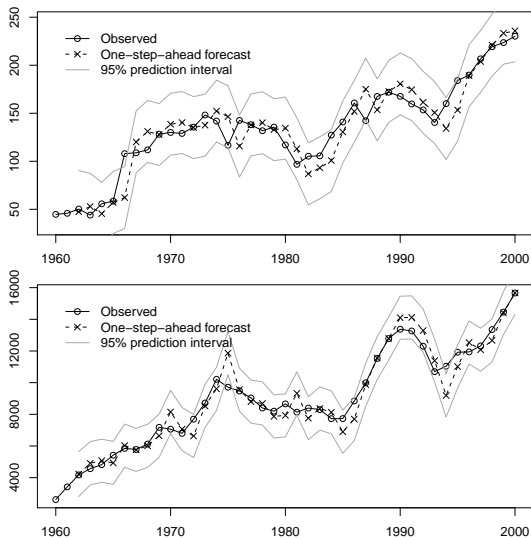 250
200
150
100
50
Observed
One−step−ahead forecast
95% prediction interval
1960 1970 1980 1990 2000
16000
12000
8000
4000
Observed
One−step−ahead forecast
95% prediction interval
1960 1970 1980 1990 2000